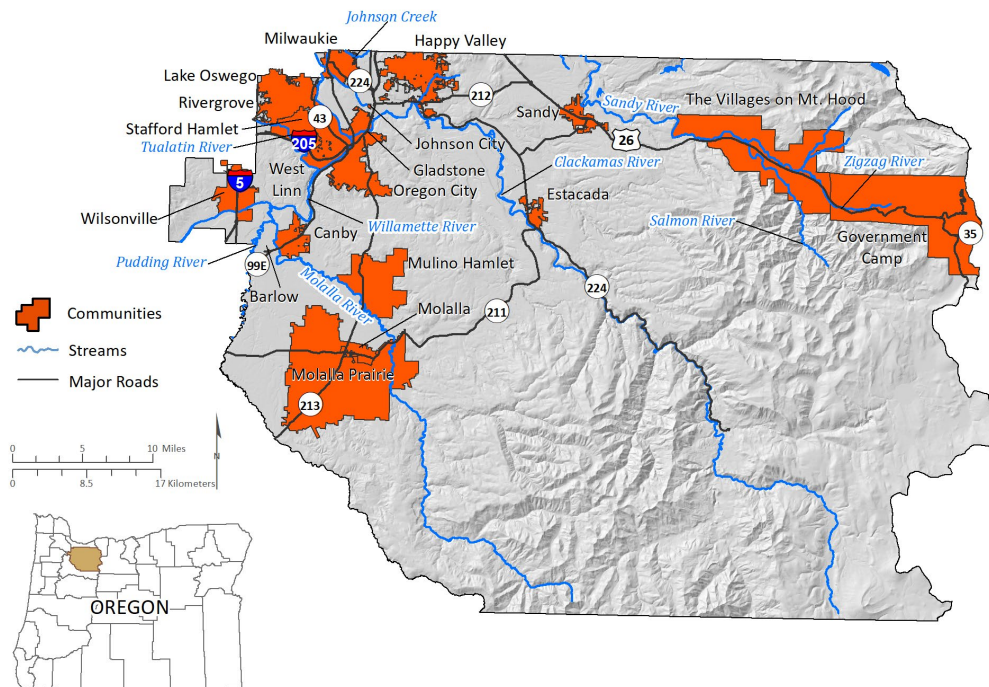 Johnson Creek
Milwaukie
Happy Valley
Lake Oswego
224
212
Rivergrove
Sandy River
The Villages on Mt. Hood
Sandy
43
Stafford Hamlet
Tualatin River
205
Johnson City
26
Clackamas River
Zigzag River
West
Linn
Gladstone
5
Oregon City
Estacada
Wilsonville
Salmon River
Willamette River
Canby
Government
Camp
35
Pudding River
99E
Mulino Hamlet
Barlow
Molalla River
224
Communities
Molalla
211
Streams
Major Roads
Molalla Prairie
213
0 5 10 Miles
N
0 8.5 17 Kilometers
OREGON